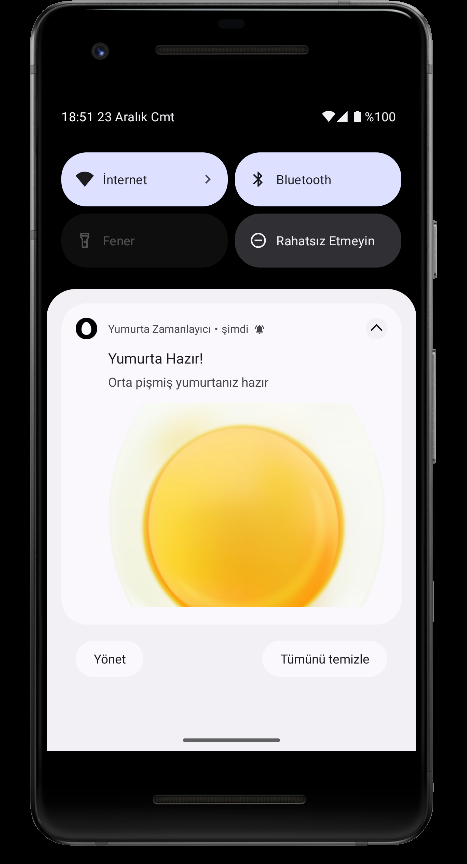 18:51 23 Aralık Cmt %100
İnternet Bluetooth
Fener Rahatsız Etmeyin
Yumurta Zamanlayıcı • şimdi
Yumurta Hazır!
Orta pişmiş yumurtanız hazır
Yönet Tümünü temizle